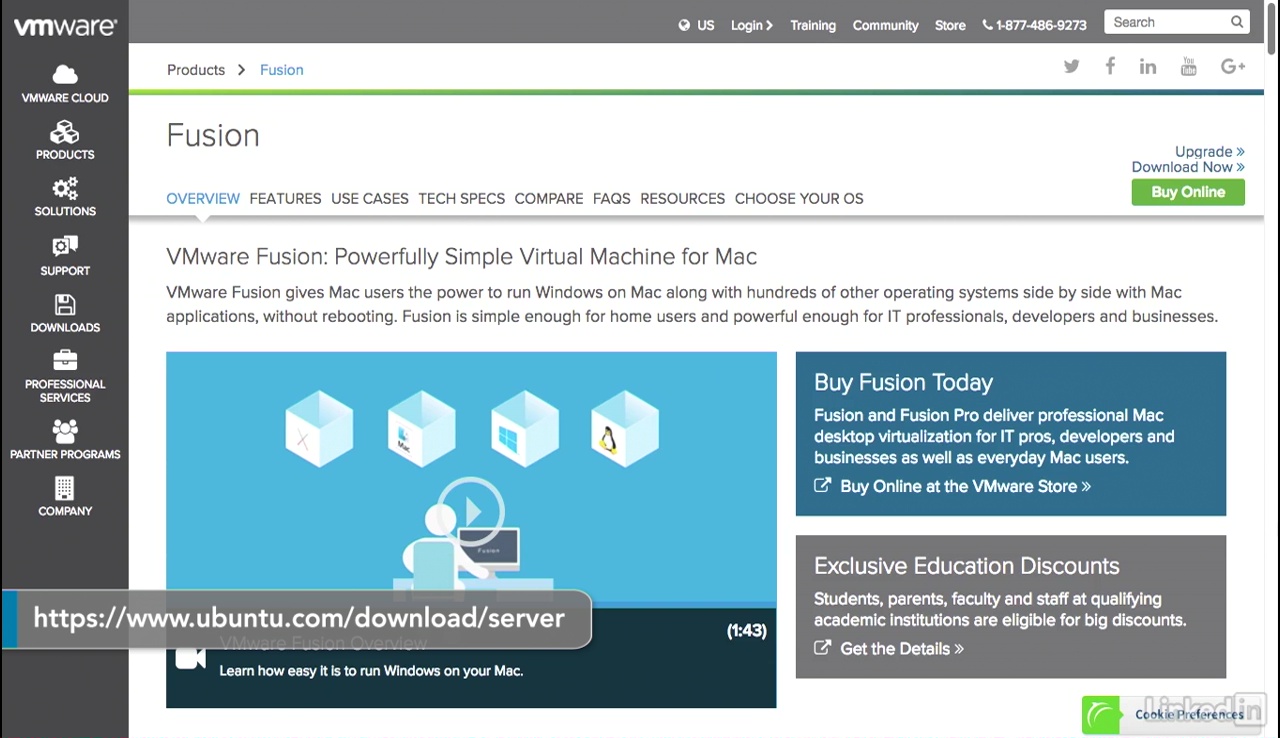 vmware
US Login Training Community Store 1-877-486-9273 Search
VMWARE CLOUD
PRODUCTS
SOLUTIONS
SUPPORT
DOWNLOADS
PROFESSIONAL
SERVICES
PARTNER PROGRAMS
COMPANY
Products > Fusion
You
Tube
G+
Fusion
Upgrade »
Download Now »
Buy Online
OVERVIEW FEATURES USE CASES TECH SPECS COMPARE FAQS RESOURCES CHOOSE YOUR OS
VMware Fusion: Powerfully Simple Virtual Machine for Mac
VMware Fusion gives Mac users the power to run Windows on Mac along with hundreds of other operating systems side by side with Mac
applications, without rebooting. Fusion is simple enough for home users and powerful enough for IT professionals, developers and businesses.
X
Mac
Fusion
https://www.ubuntu.com/download/server
VMware Fusion Overview
(1:43)
Learn how easy it is to run Windows on your Mac.
Buy Fusion Today
Fusion and Fusion Pro deliver professional Mac
desktop virtualization for IT pros, developers and
businesses as well as everyday Mac users.
Buy Online at the VMware Store »
Exclusive Education Discounts
Students, parents, faculty and staff at qualifying
academic institutions are eligible for big discounts.
Get the Details »
Cookie Preferences
Linked in